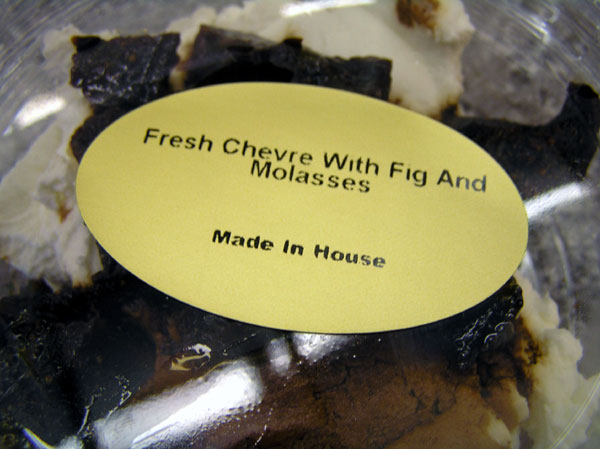 Fresh Chevre With Fig And
Molasses
Made In House